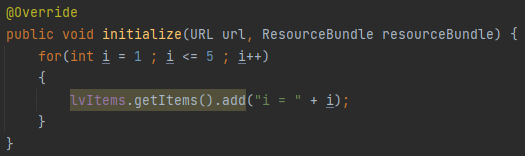 @Override
public void initialize(URL url, ResourceBundle resourceBundle) {
    for(int i = 1 ; i <= 5 ; i++)
    {
        lvItems.getItems().add("i = " + i);
    }
}